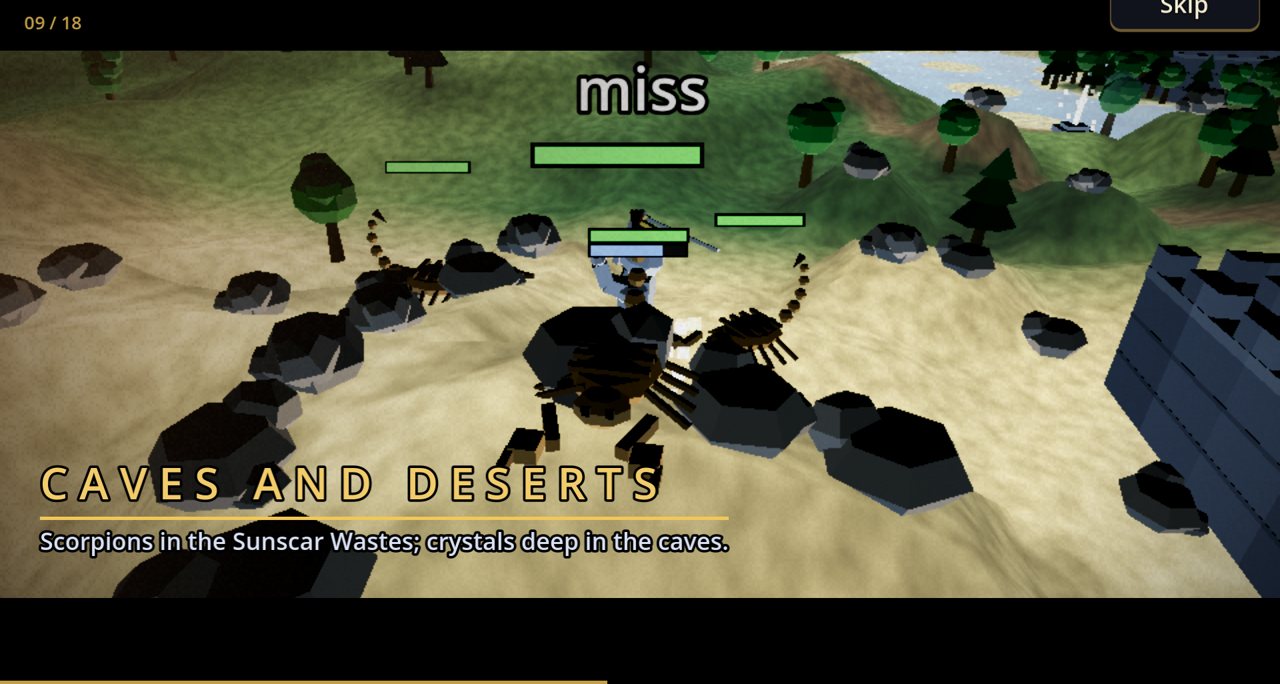 09 / 18
Skip
miss
CAVES AND DESERTS
Scorpions in the Sunscar Wastes; crystals deep in the caves.